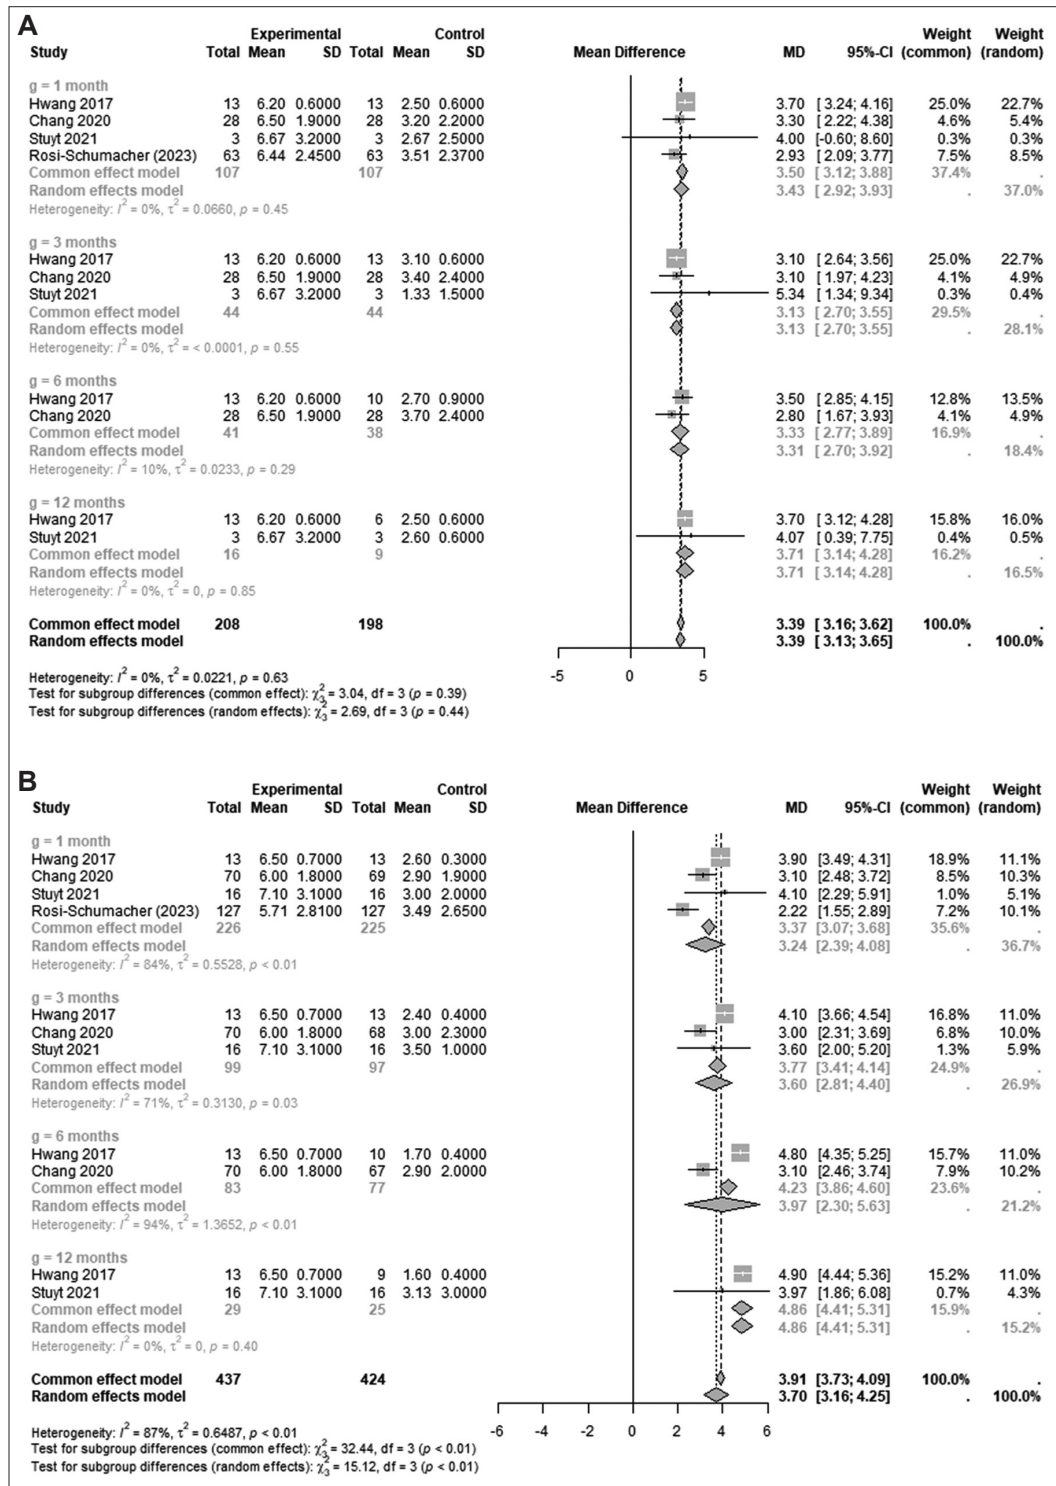 A
Experimental Control Weight Weight
Study Total Mean SD Total Mean SD Mean Difference MD 95%-CI (common) (random)
g = 1 month
Hwang 2017 13 6.20 0.6000 13 2.50 0.6000 3.70 [ 3.24; 4.16] 25.0% 22.7%
Chang 2020 28 6.50 1.9000 28 3.20 2.2000 3.30 [ 2.22; 4.38] 4.6% 5.4%
Stuyt 2021 3 6.67 3.2000 3 2.67 2.5000 4.00 [-0.60; 8.60] 0.3% 0.3%
Rosi-Schumacher (2023) 63 6.44 2.4500 63 3.51 2.3700 2.93 [ 2.09; 3.77] 7.5% 8.5%
Common effect model 107 107 3.50 [ 3.12; 3.88] 37.4% .
Random effects model 3.43 [ 2.92; 3.93] . 37.0%
Heterogeneity: I² = 0%, τ² = 0.0660, p = 0.45
g = 3 months
Hwang 2017 13 6.20 0.6000 13 3.10 0.6000 3.10 [ 2.64; 3.56] 25.0% 22.7%
Chang 2020 28 6.50 1.9000 28 3.40 2.4000 3.10 [ 1.97; 4.23] 4.1% 4.9%
Stuyt 2021 3 6.67 3.2000 3 1.33 1.5000 5.34 [ 1.34; 9.34] 0.3% 0.4%
Common effect model 44 44 3.13 [ 2.70; 3.55] 29.5% .
Random effects model 3.13 [ 2.70; 3.55] . 28.1%
Heterogeneity: I² = 0%, τ² = < 0.0001, p = 0.55
g = 6 months
Hwang 2017 13 6.20 0.6000 10 2.70 0.9000 3.50 [ 2.85; 4.15] 12.8% 13.5%
Chang 2020 28 6.50 1.9000 28 3.70 2.4000 2.80 [ 1.67; 3.93] 4.1% 4.9%
Common effect model 41 38 3.33 [ 2.77; 3.89] 16.9% .
Random effects model 3.31 [ 2.70; 3.92] . 18.4%
Heterogeneity: I² = 10%, τ² = 0.0233, p = 0.29
g = 12 months
Hwang 2017 13 6.20 0.6000 6 2.50 0.6000 3.70 [ 3.12; 4.28] 15.8% 16.0%
Stuyt 2021 3 6.67 3.2000 3 2.60 0.6000 4.07 [ 0.39; 7.75] 0.4% 0.5%
Common effect model 16 9 3.71 [ 3.14; 4.28] 16.2% .
Random effects model 3.71 [ 3.14; 4.28] . 16.5%
Heterogeneity: I² = 0%, τ² = 0, p = 0.85
Common effect model 208 198 3.39 [ 3.16; 3.62] 100.0% .
Random effects model 3.39 [ 3.13; 3.65] . 100.0%
-5 0 5
Heterogeneity: I² = 0%, τ² = 0.0221, p = 0.63
Test for subgroup differences (common effect): χ²₃ = 3.04, df = 3 (p = 0.39)
Test for subgroup differences (random effects): χ²₃ = 2.69, df = 3 (p = 0.44)
B
Experimental Control Weight Weight
Study Total Mean SD Total Mean SD Mean Difference MD 95%-CI (common) (random)
g = 1 month
Hwang 2017 13 6.50 0.7000 13 2.60 0.3000 3.90 [3.49; 4.31] 18.9% 11.1%
Chang 2020 70 6.00 1.8000 69 2.90 1.9000 3.10 [2.48; 3.72] 8.5% 10.3%
Stuyt 2021 16 7.10 3.1000 16 3.00 2.0000 4.10 [2.29; 5.91] 1.0% 5.1%
Rosi-Schumacher (2023) 127 5.71 2.8100 127 3.49 2.6500 2.22 [1.55; 2.89] 7.2% 10.1%
Common effect model 226 225 3.37 [3.07; 3.68] 35.6% .
Random effects model 3.24 [2.39; 4.08] . 36.7%
Heterogeneity: I² = 84%, τ² = 0.5528, p < 0.01
g = 3 months
Hwang 2017 13 6.50 0.7000 13 2.40 0.4000 4.10 [3.66; 4.54] 16.8% 11.0%
Chang 2020 70 6.00 1.8000 68 3.00 2.3000 3.00 [2.31; 3.69] 6.8% 10.0%
Stuyt 2021 16 7.10 3.1000 16 3.50 1.0000 3.60 [2.00; 5.20] 1.3% 5.9%
Common effect model 99 97 3.77 [3.41; 4.14] 24.9% .
Random effects model 3.60 [2.81; 4.40] . 26.9%
Heterogeneity: I² = 71%, τ² = 0.3130, p = 0.03
g = 6 months
Hwang 2017 13 6.50 0.7000 10 1.70 0.4000 4.80 [4.35; 5.25] 15.7% 11.0%
Chang 2020 70 6.00 1.8000 67 2.90 2.0000 3.10 [2.46; 3.74] 7.9% 10.2%
Common effect model 83 77 4.23 [3.86; 4.60] 23.6% .
Random effects model 3.97 [2.30; 5.63] . 21.2%
Heterogeneity: I² = 94%, τ² = 1.3652, p < 0.01
g = 12 months
Hwang 2017 13 6.50 0.7000 9 1.60 0.4000 4.90 [4.44; 5.36] 15.2% 11.0%
Stuyt 2021 16 7.10 3.1000 16 3.13 3.0000 3.97 [1.86; 6.08] 0.7% 4.3%
Common effect model 29 25 4.86 [4.41; 5.31] 15.9% .
Random effects model 4.86 [4.41; 5.31] . 15.2%
Heterogeneity: I² = 0%, τ² = 0, p = 0.40
Common effect model 437 424 3.91 [3.73; 4.09] 100.0% .
Random effects model 3.70 [3.16; 4.25] . 100.0%
-6 -4 -2 0 2 4 6
Heterogeneity: I² = 87%, τ² = 0.6487, p < 0.01
Test for subgroup differences (common effect): χ²₃ = 32.44, df = 3 (p < 0.01)
Test for subgroup differences (random effects): χ²₃ = 15.12, df = 3 (p < 0.01)